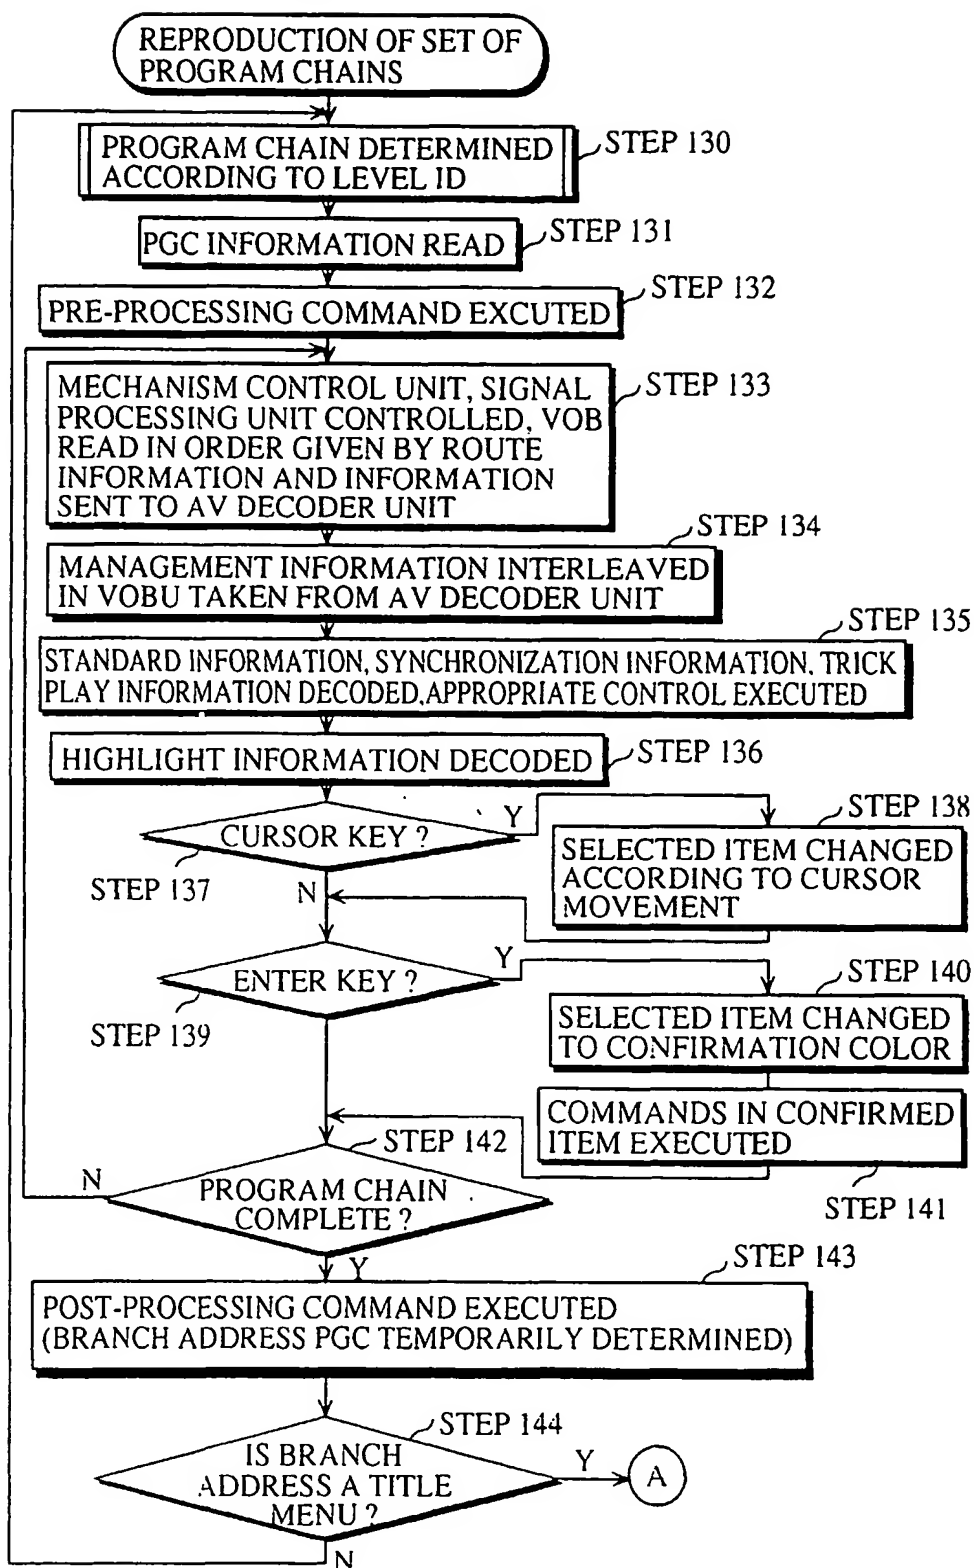 REPRODUCTION OF SET OF
PROGRAM CHAINS
PROGRAM CHAIN DETERMINED
ACCORDING TO LEVEL ID
STEP 130
PGC INFORMATION READ
STEP 131
PRE-PROCESSING COMMAND EXCUTED
STEP 132
MECHANISM CONTROL UNIT, SIGNAL
PROCESSING UNIT CONTROLLED, VOB
READ IN ORDER GIVEN BY ROUTE
INFORMATION AND INFORMATION
SENT TO AV DECODER UNIT
STEP 133
STEP 134
MANAGEMENT INFORMATION INTERLEAVED
IN VOBU TAKEN FROM AV DECODER UNIT
STEP 135
STANDARD INFORMATION, SYNCHRONIZATION INFORMATION, TRICK
PLAY INFORMATION DECODED, APPROPRIATE CONTROL EXECUTED
HIGHLIGHT INFORMATION DECODED
STEP 136
CURSOR KEY ?
Y
STEP 137
N
STEP 138
SELECTED ITEM CHANGED
ACCORDING TO CURSOR
MOVEMENT
ENTER KEY ?
Y
STEP 139
STEP 140
SELECTED ITEM CHANGED
TO CONFIRMATION COLOR
COMMANDS IN CONFIRMED
ITEM EXECUTED
STEP 141
STEP 142
N
PROGRAM CHAIN
COMPLETE ?
Y
STEP 143
POST-PROCESSING COMMAND EXECUTED
(BRANCH ADDRESS PGC TEMPORARILY DETERMINED)
STEP 144
IS BRANCH
ADDRESS A TITLE
MENU ?
Y
A
N